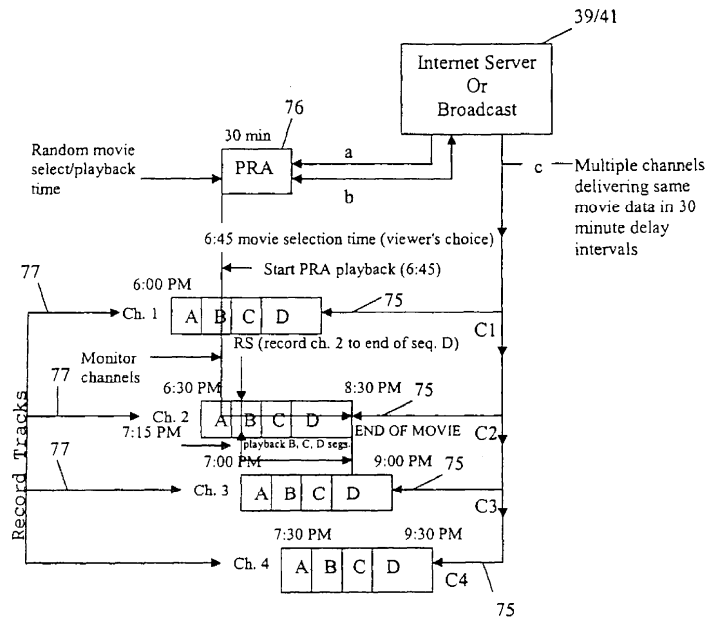 39/41
Internet Server
Or
Broadcast
76
30 min
PRA
Random movie
select/playback
time
a
b
c
Multiple channels
delivering same
movie data in 30
minute delay
intervals
6:45 movie selection time (viewer's choice)
Start PRA playback (6:45)
77
6:00 PM
75
Ch. 1
A B C D
C1
RS (record ch. 2 to end of seq. D)
Monitor
channels
77
6:30 PM
8:30 PM
75
Ch. 2
A B C D
END OF MOVIE
C2
7:15 PM
playback B, C, D segs.
77
7:00 PM
9:00 PM
75
Ch. 3
A B C D
C3
7:30 PM
9:30 PM
Ch. 4
A B C D
C4
75
Record Tracks